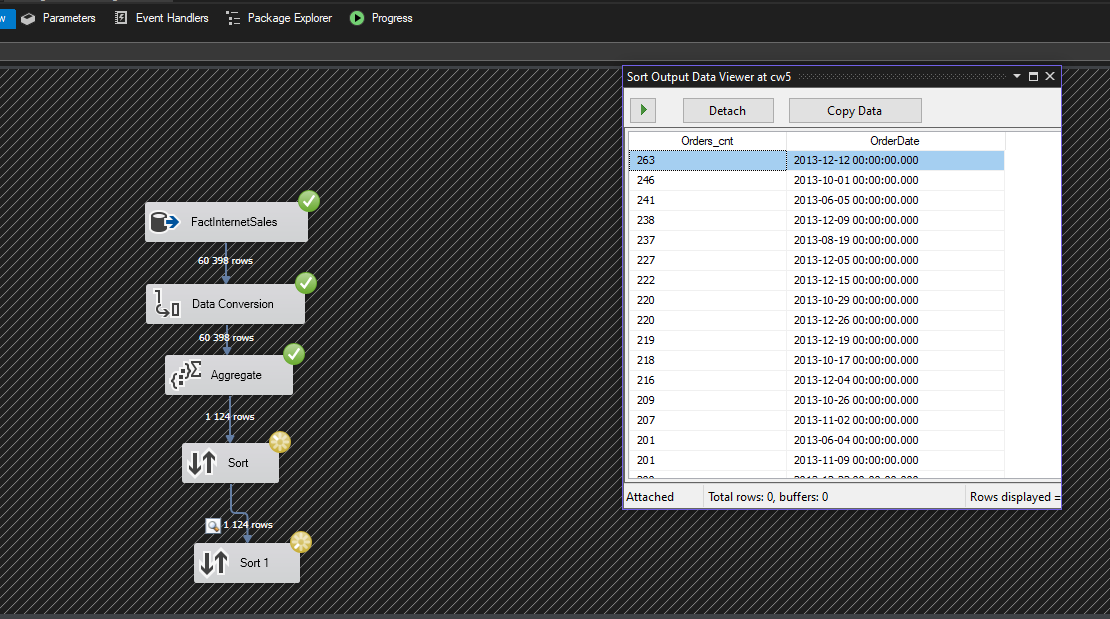 w Parameters Event Handlers Package Explorer Progress
Sort Output Data Viewer at cw5
Detach Copy Data
Orders_cnt OrderDate
263 2013-12-12 00:00:00.000
246 2013-10-01 00:00:00.000
241 2013-06-05 00:00:00.000
238 2013-12-09 00:00:00.000
237 2013-08-19 00:00:00.000
227 2013-12-05 00:00:00.000
222 2013-12-15 00:00:00.000
220 2013-10-29 00:00:00.000
220 2013-12-26 00:00:00.000
219 2013-12-19 00:00:00.000
218 2013-10-17 00:00:00.000
216 2013-12-04 00:00:00.000
209 2013-10-26 00:00:00.000
207 2013-11-02 00:00:00.000
201 2013-06-04 00:00:00.000
201 2013-11-09 00:00:00.000
Attached Total rows: 0, buffers: 0 Rows displayed =
FactInternetSales
60 398 rows
Data Conversion
60 398 rows
Aggregate
1 124 rows
Sort
1 124 rows
Sort 1